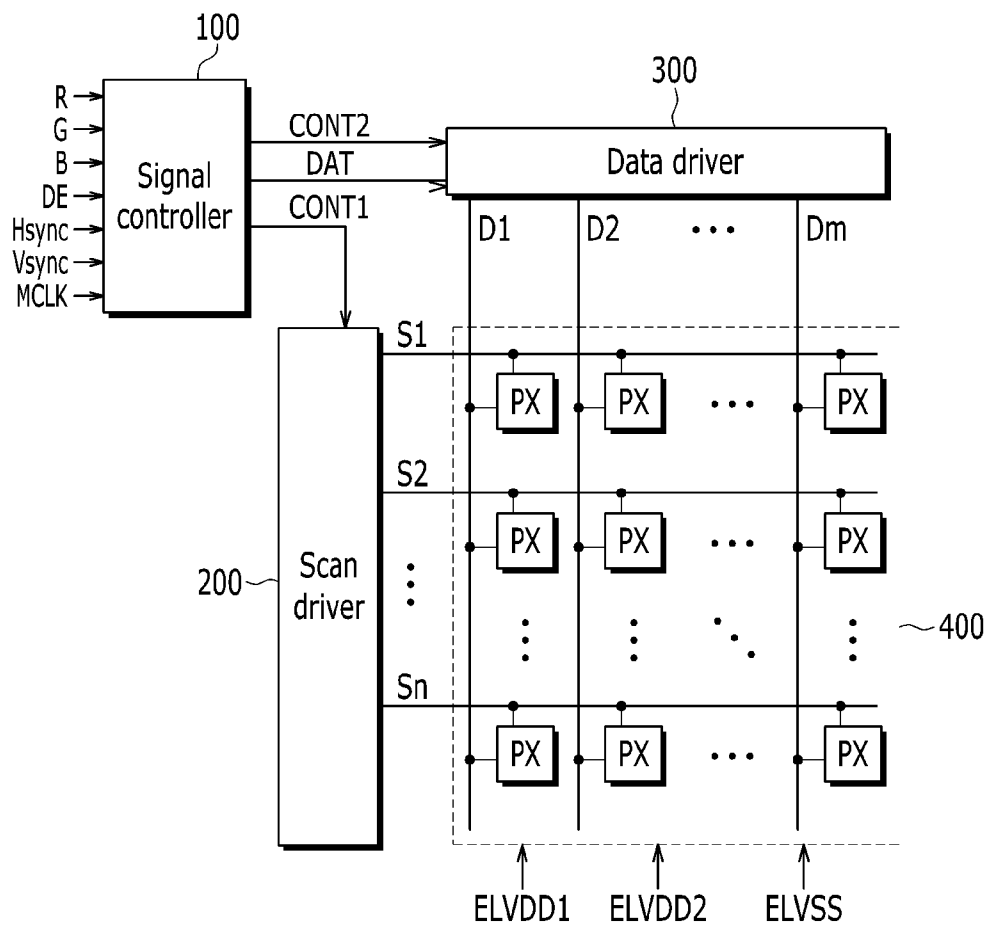 100
R
G
B
DE
Hsync
Vsync
MCLK
Signal
controller
CONT2
DAT
CONT1
300
Data driver
D1 D2 ... Dm
200
Scan
driver
S1
PX PX ... PX
S2
PX PX ... PX
400
Sn
PX PX ... PX
ELVDD1 ELVDD2 ELVSS